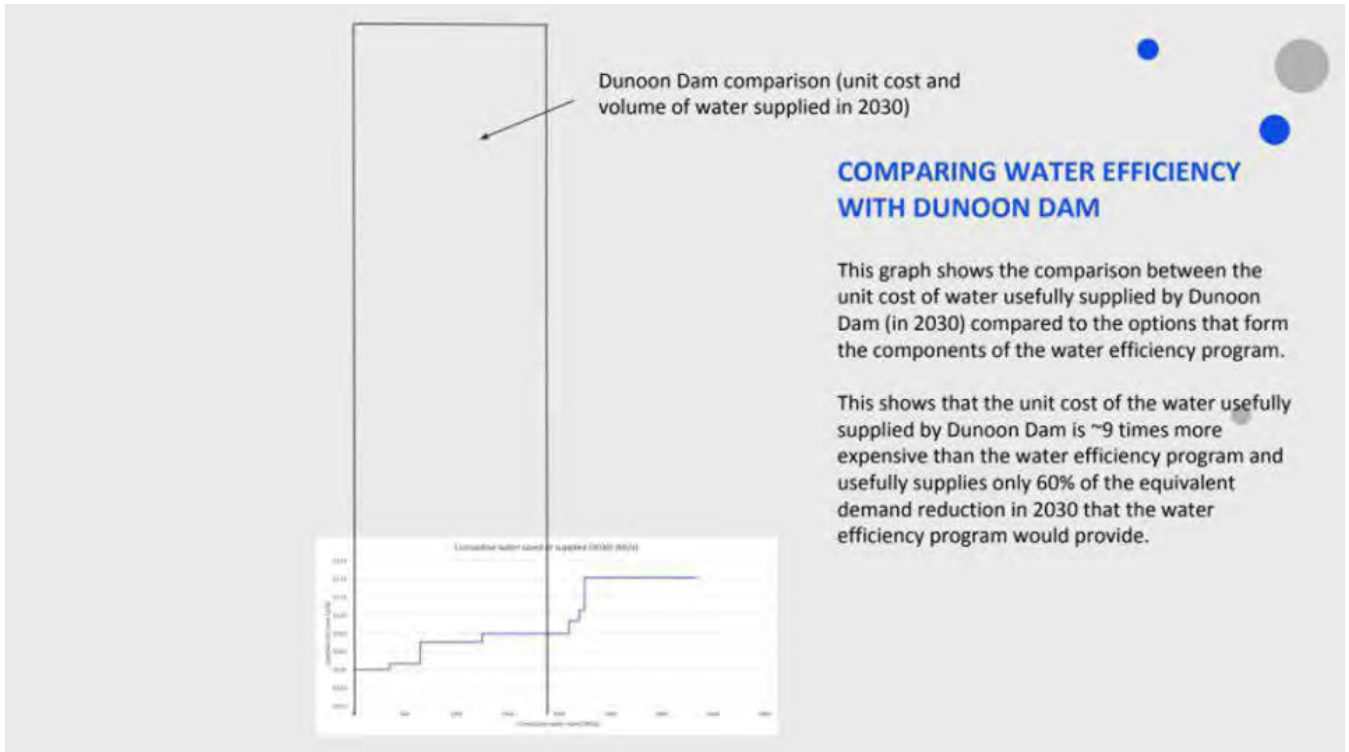 Dunoon Dam comparison (unit cost and
volume of water supplied in 2030)
COMPARING WATER EFFICIENCY
WITH DUNOON DAM
This graph shows the comparison between the
unit cost of water usefully supplied by Dunoon
Dam (in 2030) compared to the options that form
the components of the water efficiency program.
This shows that the unit cost of the water usefully
supplied by Dunoon Dam is ~9 times more
expensive than the water efficiency program and
usefully supplies only 60% of the equivalent
demand reduction in 2030 that the water
efficiency program would provide.
water saved or supplied